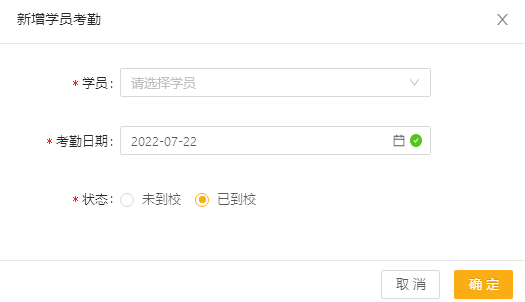 新增学员考勤
* 学员： 请选择学员
* 考勤日期： 2022-07-22
* 状态： 未到校 已到校
取 消 确 定